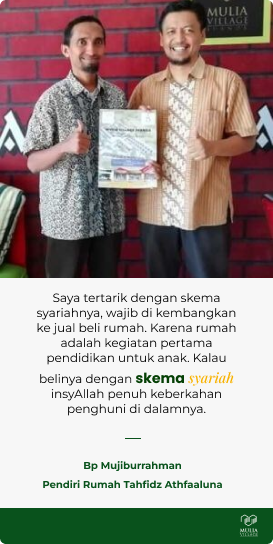 MULIA
VILLAGE
Saya tertarik dengan skema
syariahnya, wajib di kembangkan
ke jual beli rumah. Karena rumah
adalah kegiatan pertama
pendidikan untuk anak. Kalau
belinya dengan skema syariah
insyAllah penuh keberkahan
penghuni di dalamnya.
Bp Mujiburrahman
Pendiri Rumah Tahfidz Athfaaluna
MULIA
VILLAGE